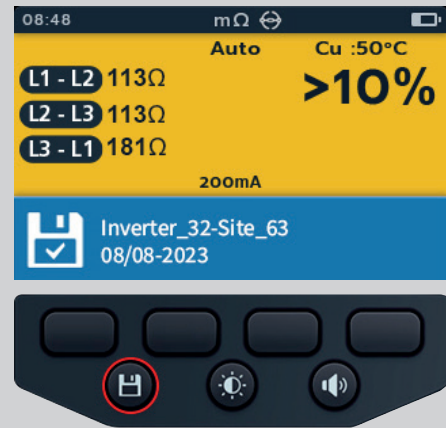 08:48 mΩ
Auto Cu :50°C
L1 - L2 113Ω >10%
L2 - L3 113Ω
L3 - L1 181Ω
200mA
Inverter_32-Site_63
08/08-2023